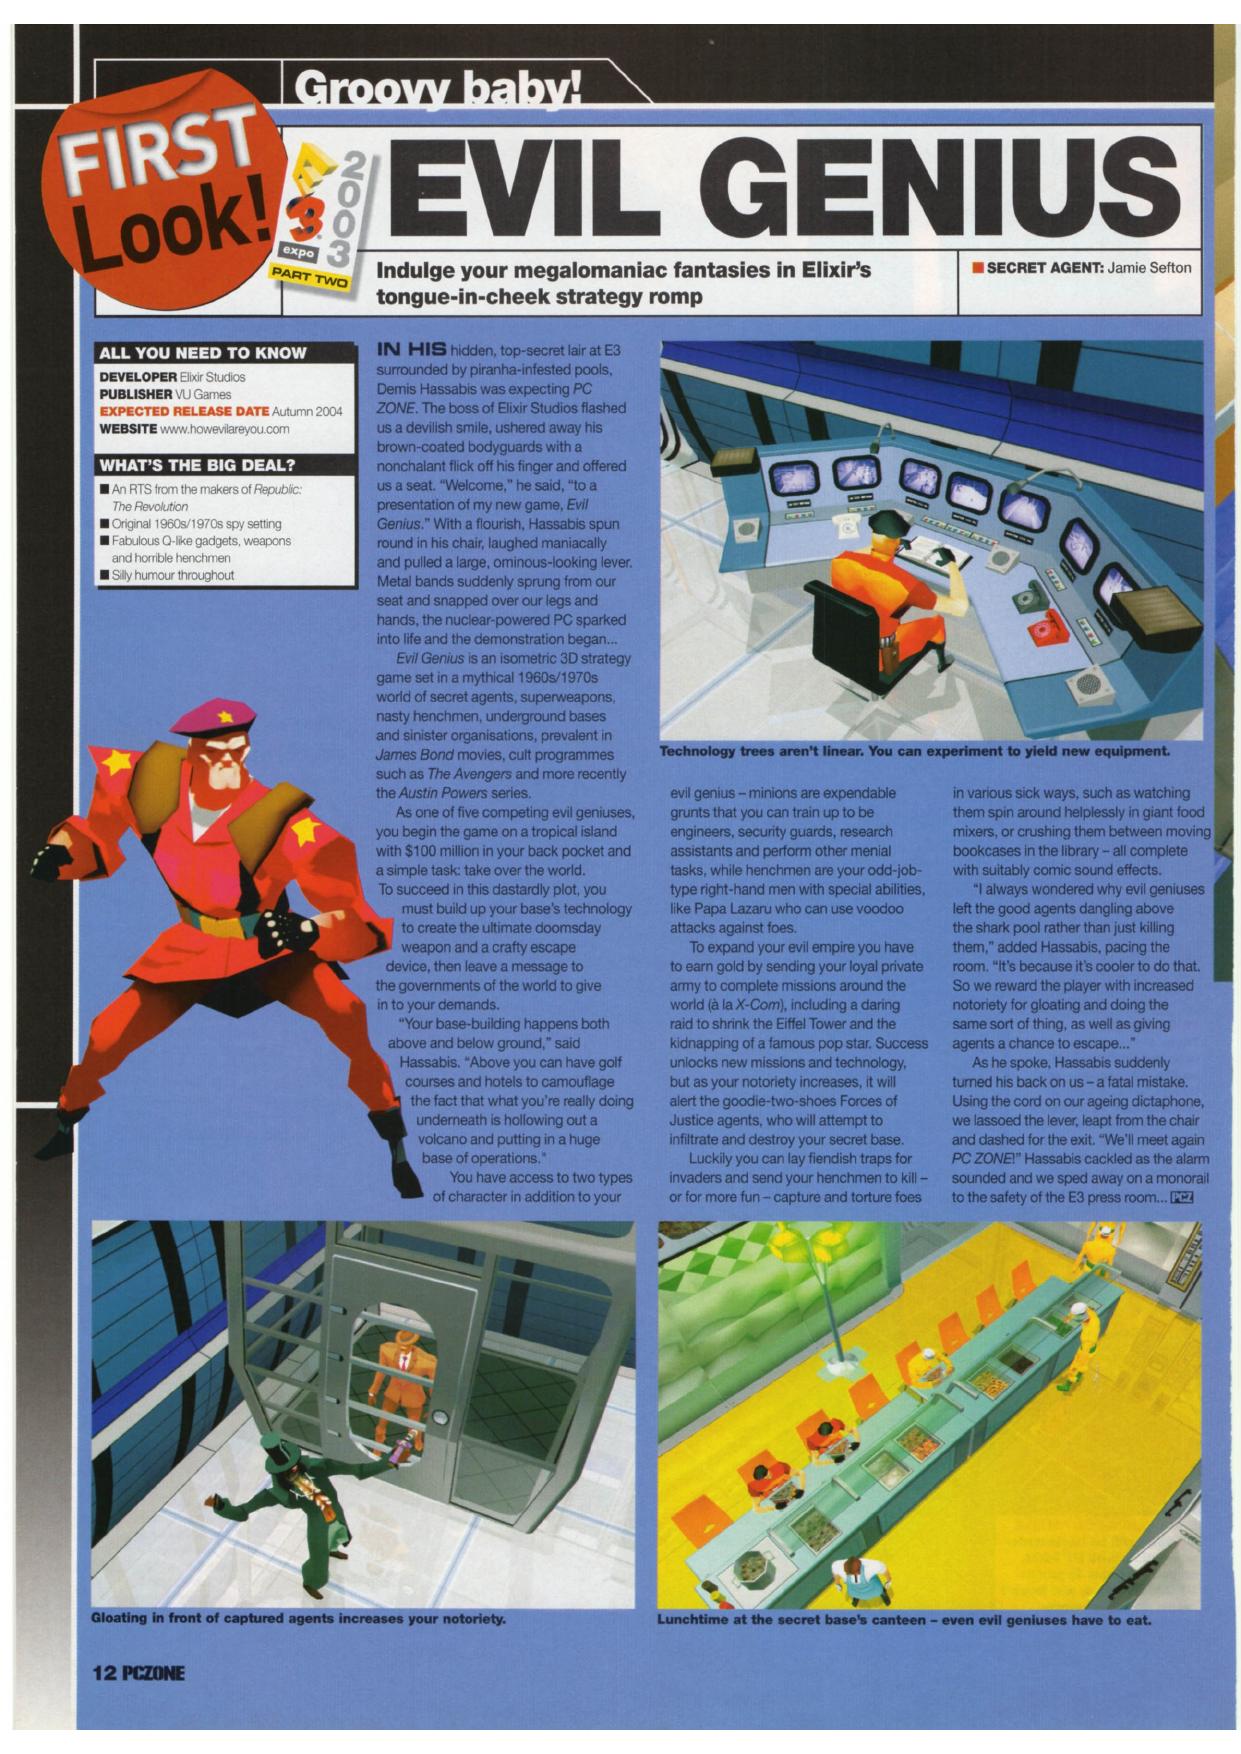 Groovy baby!
FIRST
Look!
E3
expo
2003
PART TWO
EVIL GENIUS
Indulge your megalomaniac fantasies in Elixir's
tongue-in-cheek strategy romp
■ SECRET AGENT: Jamie Sefton
ALL YOU NEED TO KNOW
DEVELOPER Elixir Studios
PUBLISHER VU Games
EXPECTED RELEASE DATE Autumn 2004
WEBSITE www.howevilareyou.com
WHAT'S THE BIG DEAL?
■ An RTS from the makers of Republic:
The Revolution
■ Original 1960s/1970s spy setting
■ Fabulous Q-like gadgets, weapons
and horrible henchmen
■ Silly humour throughout
IN HIS hidden, top-secret lair at E3
surrounded by piranha-infested pools,
Demis Hassabis was expecting PC
ZONE. The boss of Elixir Studios flashed
us a devilish smile, ushered away his
brown-coated bodyguards with a
nonchalant flick off his finger and offered
us a seat. "Welcome," he said, "to a
presentation of my new game, Evil
Genius." With a flourish, Hassabis spun
round in his chair, laughed maniacally
and pulled a large, ominous-looking lever.
Metal bands suddenly sprung from our
seat and snapped over our legs and
hands, the nuclear-powered PC sparked
into life and the demonstration began...
Evil Genius is an isometric 3D strategy
game set in a mythical 1960s/1970s
world of secret agents, superweapons,
nasty henchmen, underground bases
and sinister organisations, prevalent in
James Bond movies, cult programmes
such as The Avengers and more recently
the Austin Powers series.
As one of five competing evil geniuses,
you begin the game on a tropical island
with $100 million in your back pocket and
a simple task: take over the world.
To succeed in this dastardly plot, you
must build up your base's technology
to create the ultimate doomsday
weapon and a crafty escape
device, then leave a message to
the governments of the world to give
in to your demands.
"Your base-building happens both
above and below ground," said
Hassabis. "Above you can have golf
courses and hotels to camouflage
the fact that what you're really doing
underneath is hollowing out a
volcano and putting in a huge
base of operations."
You have access to two types
of character in addition to your
Technology trees aren't linear. You can experiment to yield new equipment.
evil genius – minions are expendable
grunts that you can train up to be
engineers, security guards, research
assistants and perform other menial
tasks, while henchmen are your odd-job-
type right-hand men with special abilities,
like Papa Lazaru who can use voodoo
attacks against foes.
To expand your evil empire you have
to earn gold by sending your loyal private
army to complete missions around the
world (à la X-Com), including a daring
raid to shrink the Eiffel Tower and the
kidnapping of a famous pop star. Success
unlocks new missions and technology,
but as your notoriety increases, it will
alert the goodie-two-shoes Forces of
Justice agents, who will attempt to
infiltrate and destroy your secret base.
Luckily you can lay fiendish traps for
invaders and send your henchmen to kill –
or for more fun – capture and torture foes
in various sick ways, such as watching
them spin around helplessly in giant food
mixers, or crushing them between moving
bookcases in the library – all complete
with suitably comic sound effects.
"I always wondered why evil geniuses
left the good agents dangling above
the shark pool rather than just killing
them," added Hassabis, pacing the
room. "It's because it's cooler to do that.
So we reward the player with increased
notoriety for gloating and doing the
same sort of thing, as well as giving
agents a chance to escape..."
As he spoke, Hassabis suddenly
turned his back on us – a fatal mistake.
Using the cord on our ageing dictaphone,
we lassoed the lever, leapt from the chair
and dashed for the exit. "We'll meet again
PC ZONE!" Hassabis cackled as the alarm
sounded and we sped away on a monorail
to the safety of the E3 press room... PCZ
Gloating in front of captured agents increases your notoriety.
Lunchtime at the secret base's canteen – even evil geniuses have to eat.
12 PCZONE